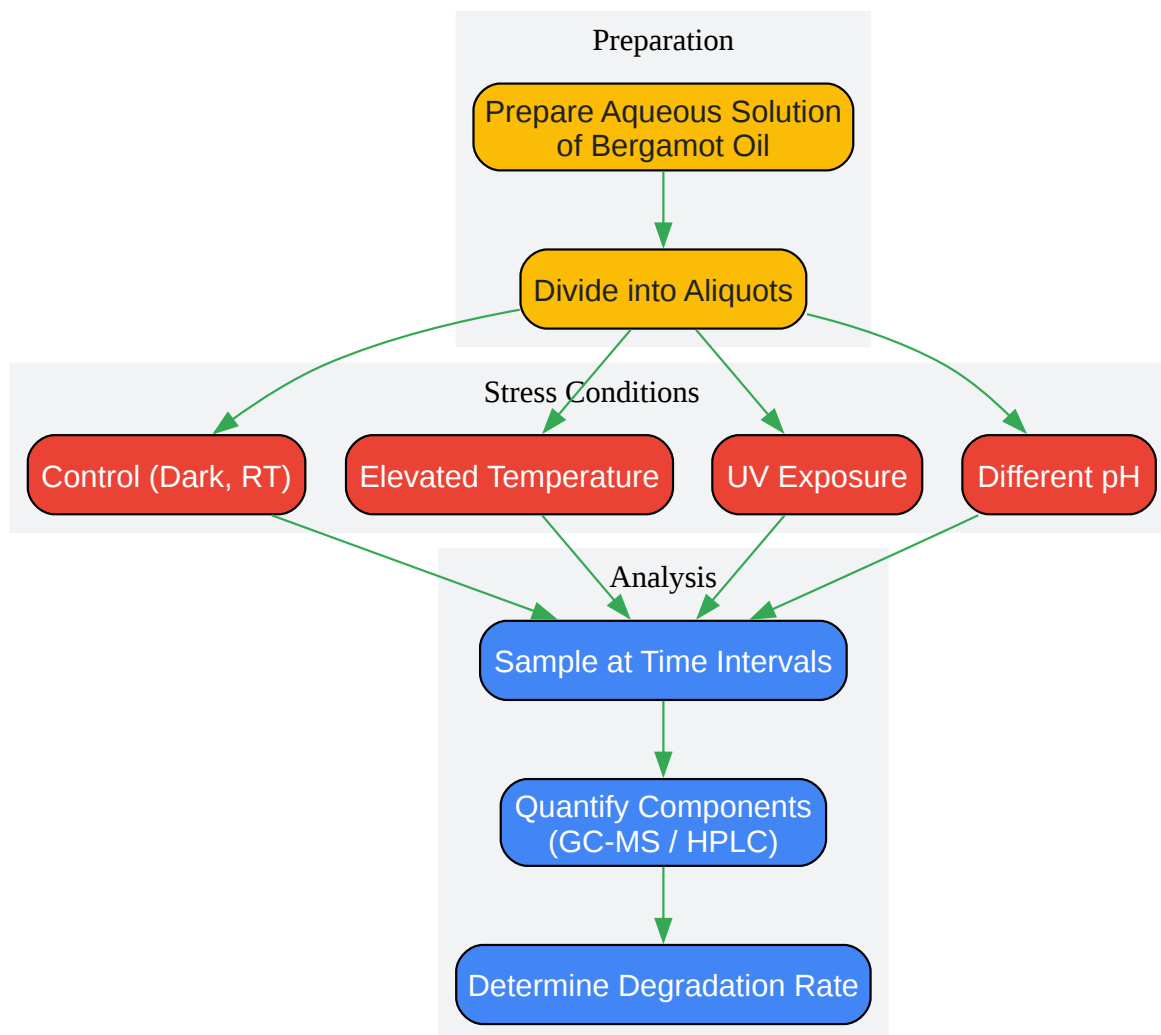 Preparation
Prepare Aqueous Solution
of Bergamot Oil
Divide into Aliquots
Stress Conditions
Control (Dark, RT)
Elevated Temperature
UV Exposure
Different pH
Analysis
Sample at Time Intervals
Quantify Components
(GC-MS / HPLC)
Determine Degradation Rate